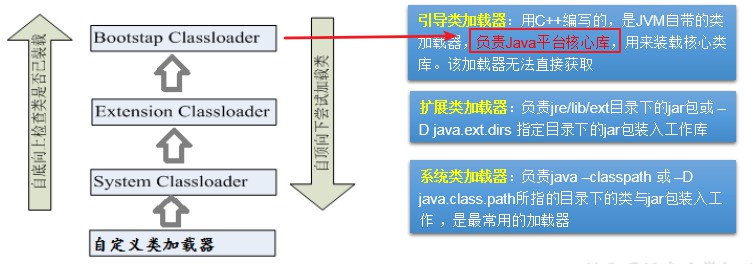 自底向上检查类是否已装载
Bootstap Classloader
Extension Classloader
System Classloader
自定义类加载器
自顶向下尝试加载类
引导类加载器：用C++编写的，是JVM自带的类
加载器，负责Java平台核心库，用来装载核心类
库。该加载器无法直接获取
扩展类加载器：负责jre/lib/ext目录下的jar包或 –
D java.ext.dirs 指定目录下的jar包装入工作库
系统类加载器：负责java –classpath 或 –D
java.class.path所指的目录下的类与jar包装入工
作 ，是最常用的加载器